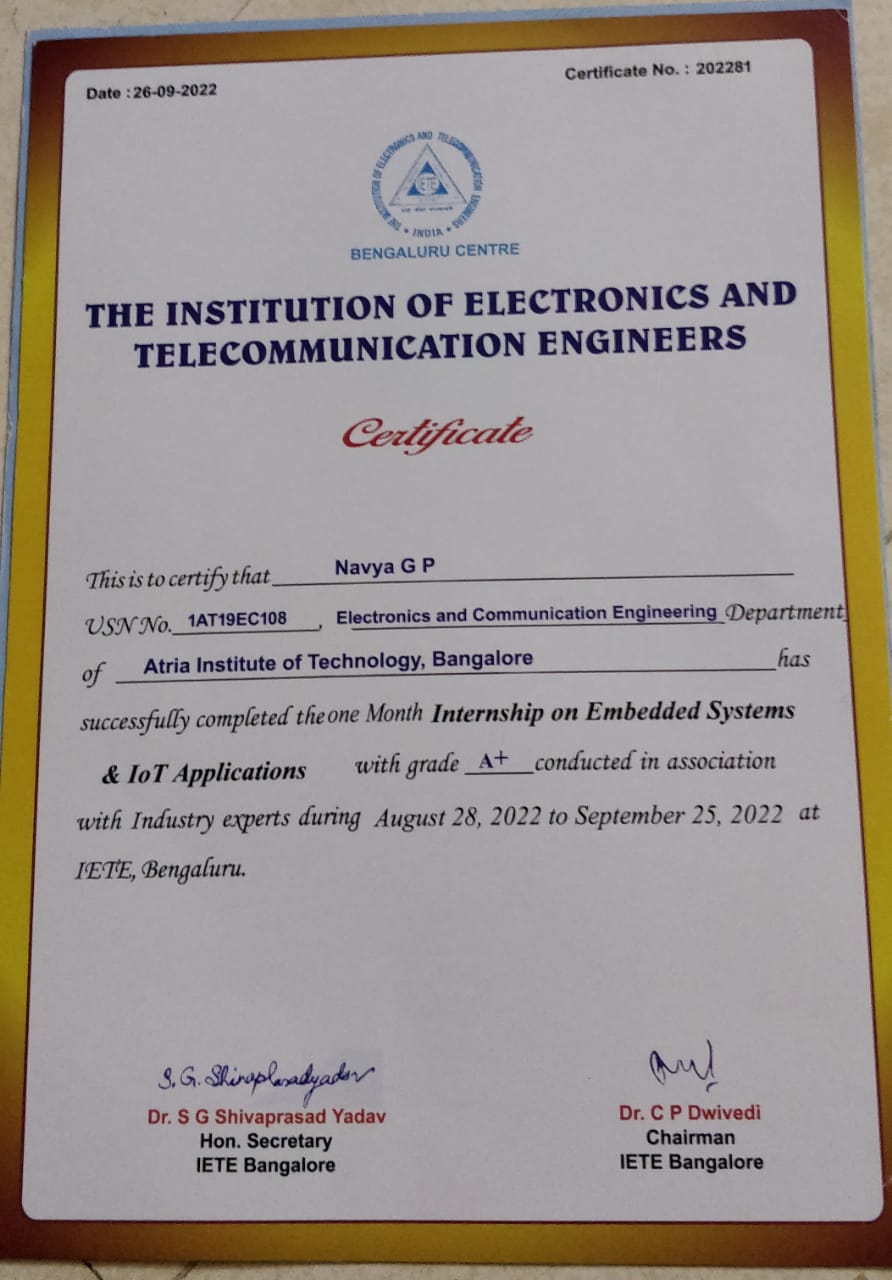 Date : 26-09-2022
Certificate No. : 202281
THE INSTITUTION OF ELECTRONICS AND TELECOMMUNICATION ENGINEERS
• INDIA •
IETE
BENGALURU CENTRE
THE INSTITUTION OF ELECTRONICS AND
TELECOMMUNICATION ENGINEERS
Certificate
This is to certify that Navya G P
USN No. 1AT19EC108, Electronics and Communication Engineering Department
of Atria Institute of Technology, Bangalore has
successfully completed the one Month Internship on Embedded Systems
& IoT Applications with grade A+ conducted in association
with Industry experts during August 28, 2022 to September 25, 2022 at
IETE, Bengaluru.
S. G. Shivaprasadyadav
Dr. S G Shivaprasad Yadav
Hon. Secretary
IETE Bangalore
Dr. C P Dwivedi
Chairman
IETE Bangalore